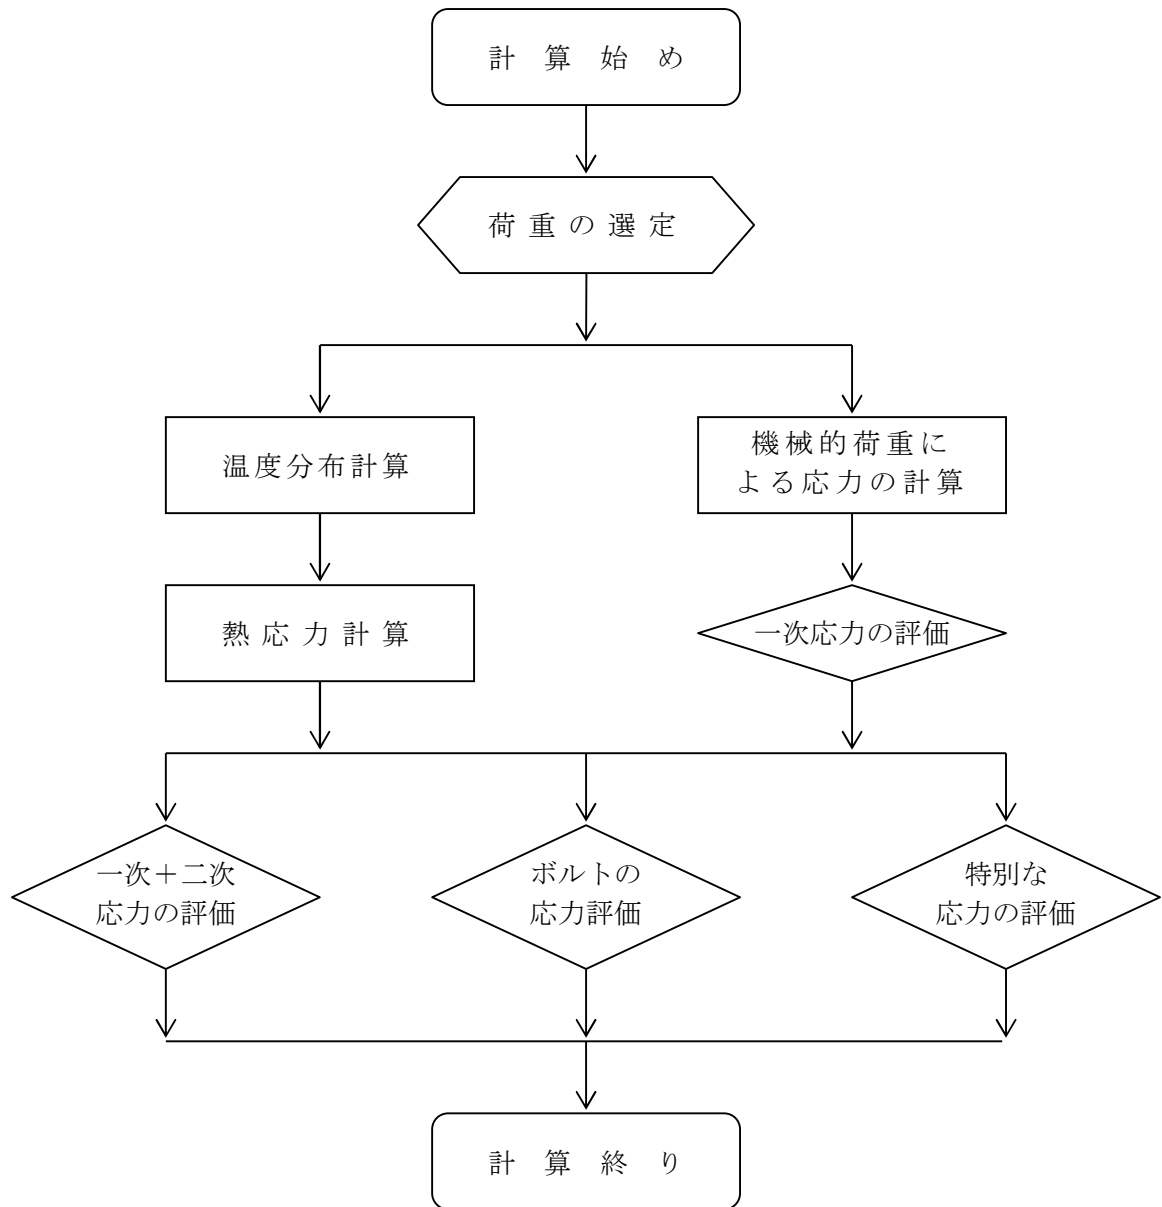 計算始め
荷重の選定
温度分布計算
機械的荷重に
よる応力の計算
熱応力計算
一次応力の評価
一次＋二次
応力の評価
ボルトの
応力評価
特別な
応力の評価
計算終り